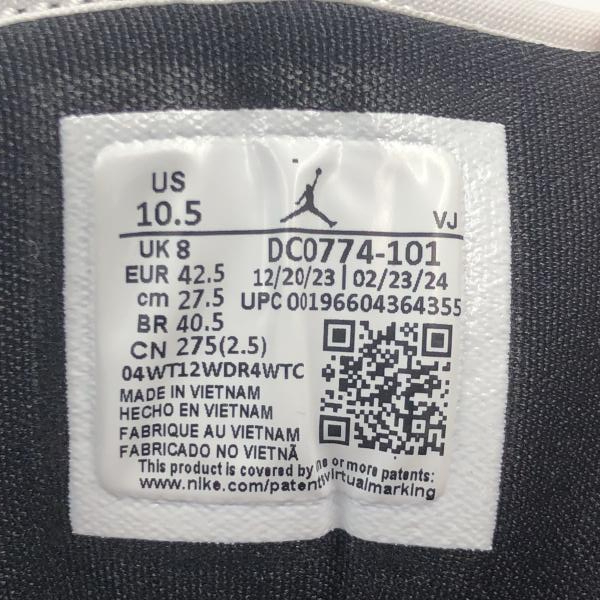 US
10.5
VJ
UK 8
DC0774-101
EUR 42.5
12/20/23 | 02/23/24
cm 27.5
UPC 00196604364355
BR 40.5
CN 275(2.5)
04WT12WDR4WTC
MADE IN VIETNAM
HECHO EN VIETNAM
FABRIQUE AU VIETNAM
FABRICADO NO VIETNÃ
This product is covered by or more patents:
www.nike.com/patentvirtualmarking